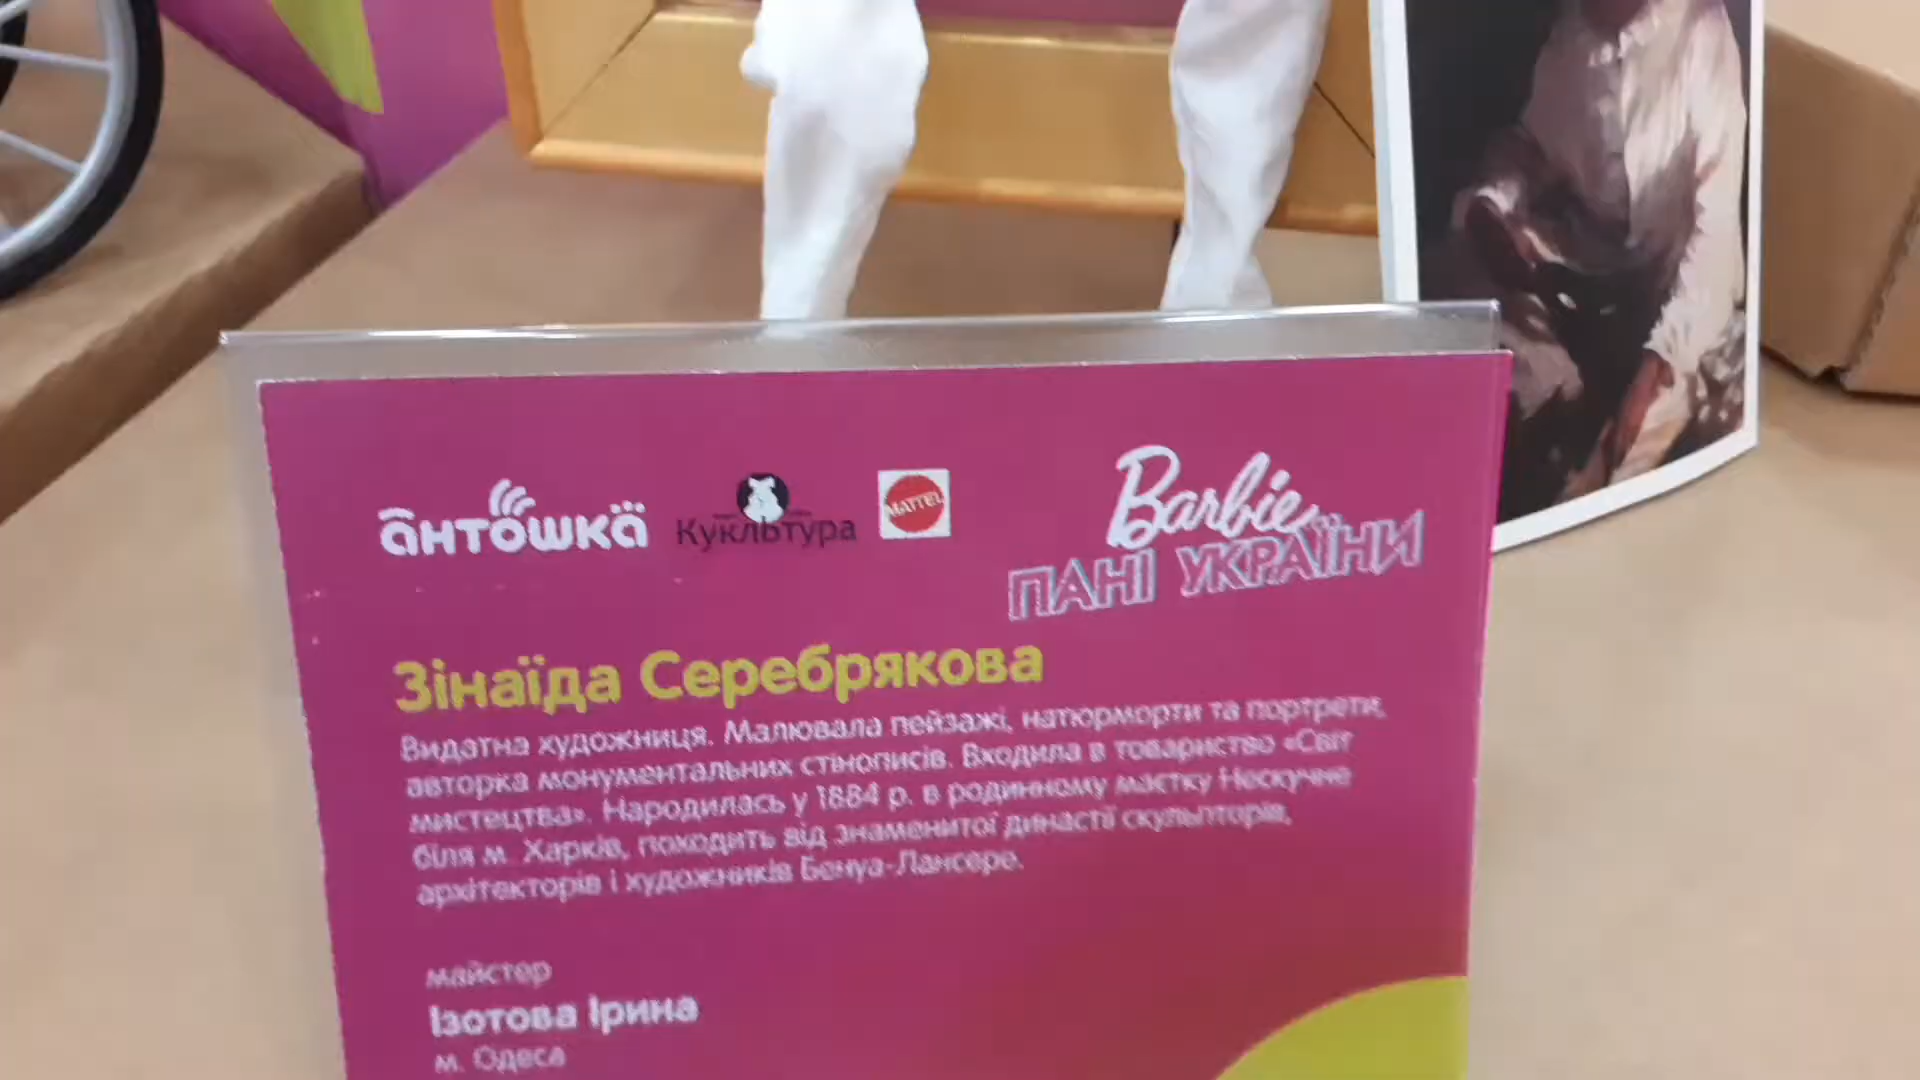 антошка
Кукльтура
MATTEL
Barbie
ПАНІ УКРАЇНИ
Зінаїда Серебрякова
Видатна художниця. Малювала пейзажі, натюрморти та портрети,
авторка монументальних стінописів. Входила в товариство «Світ
мистецтва». Народилась у 1884 р. в родинному маєтку Нескучне
біля м. Харків, походить від знаменитої династії скульпторів,
архітекторів і художників Бенуа-Лансере.
майстер
Ізотова Ірина
м. Одеса